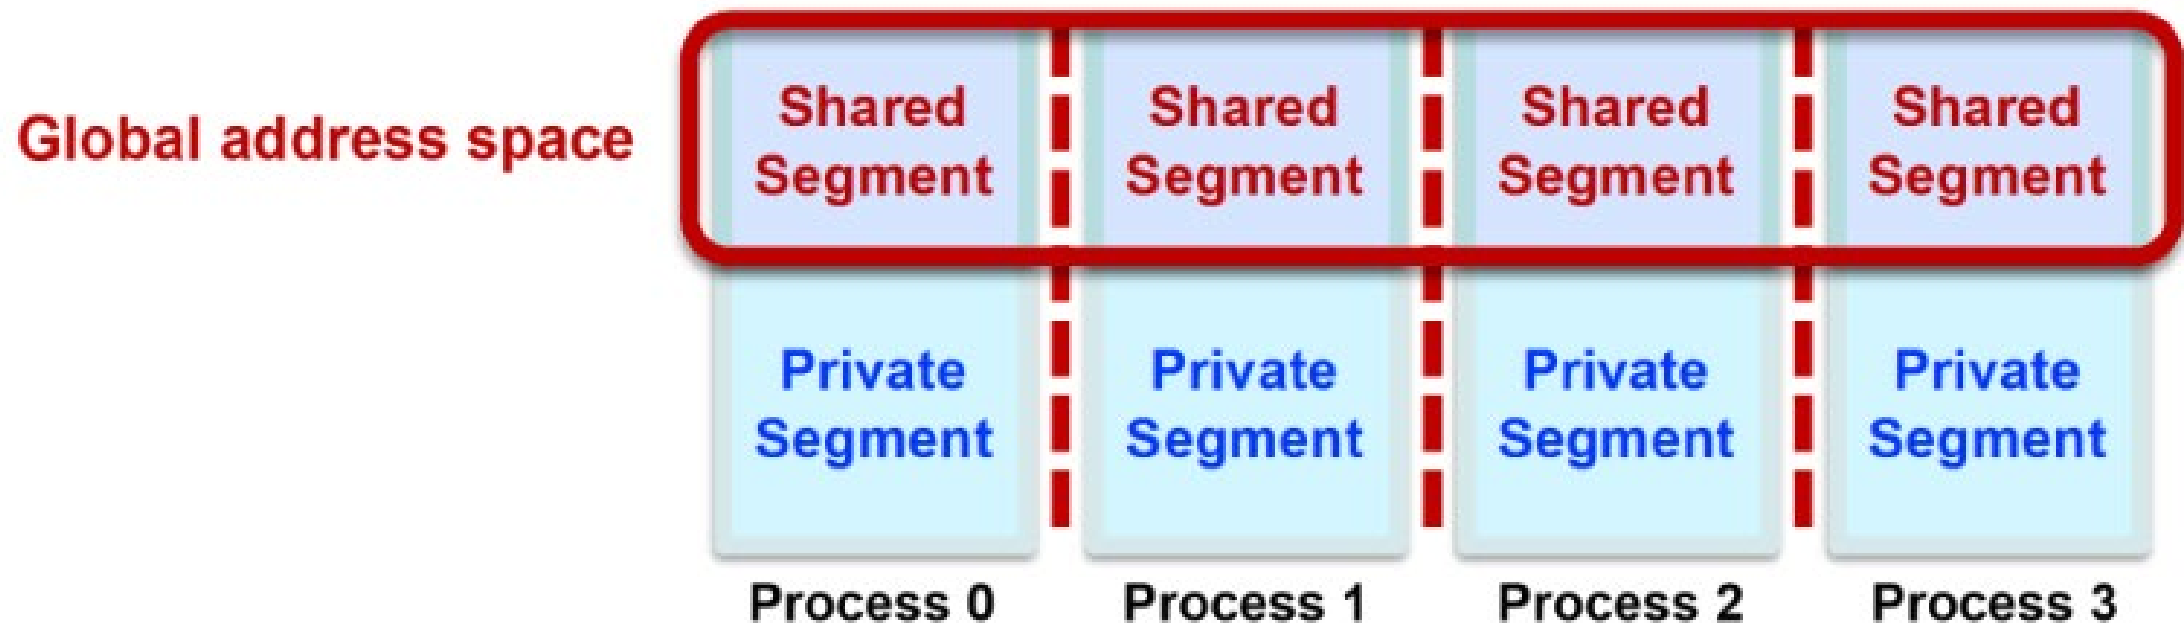 Global address space
Shared
Segment
Shared
Segment
Shared
Segment
Shared
Segment
Private
Segment
Private
Segment
Private
Segment
Private
Segment
Process 0
Process 1
Process 2
Process 3